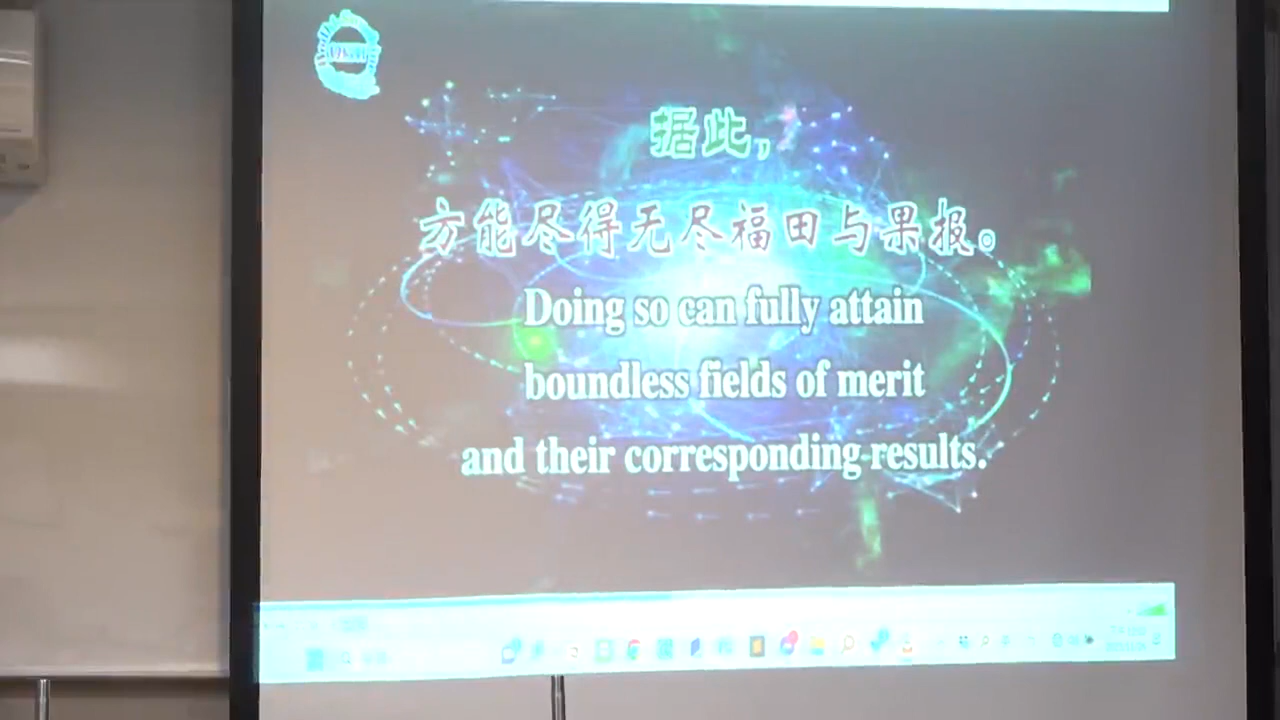 据此，
方能尽得无尽福田与果报。
Doing so can fully attain
boundless fields of merit
and their corresponding results.